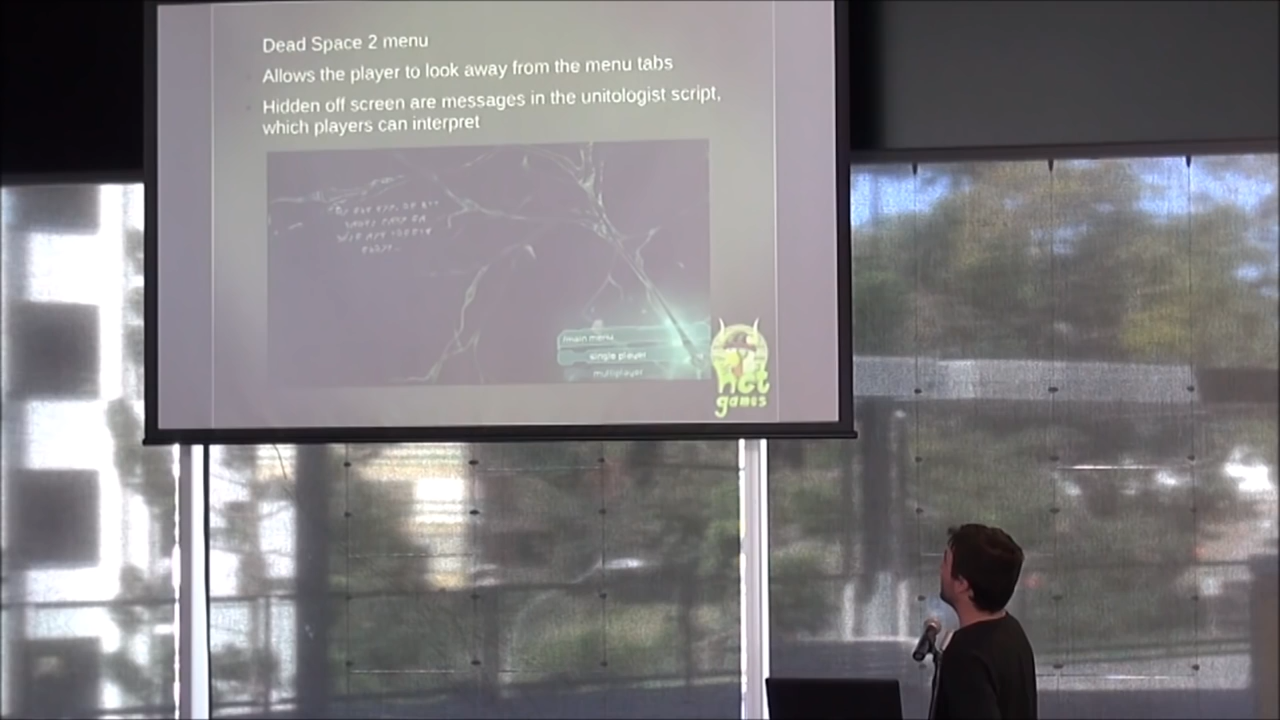 Dead Space 2 menu
Allows the player to look away from the menu tabs
Hidden off screen are messages in the unitologist script,
which players can interpret
main menu
single player
multiplayer
nct
games